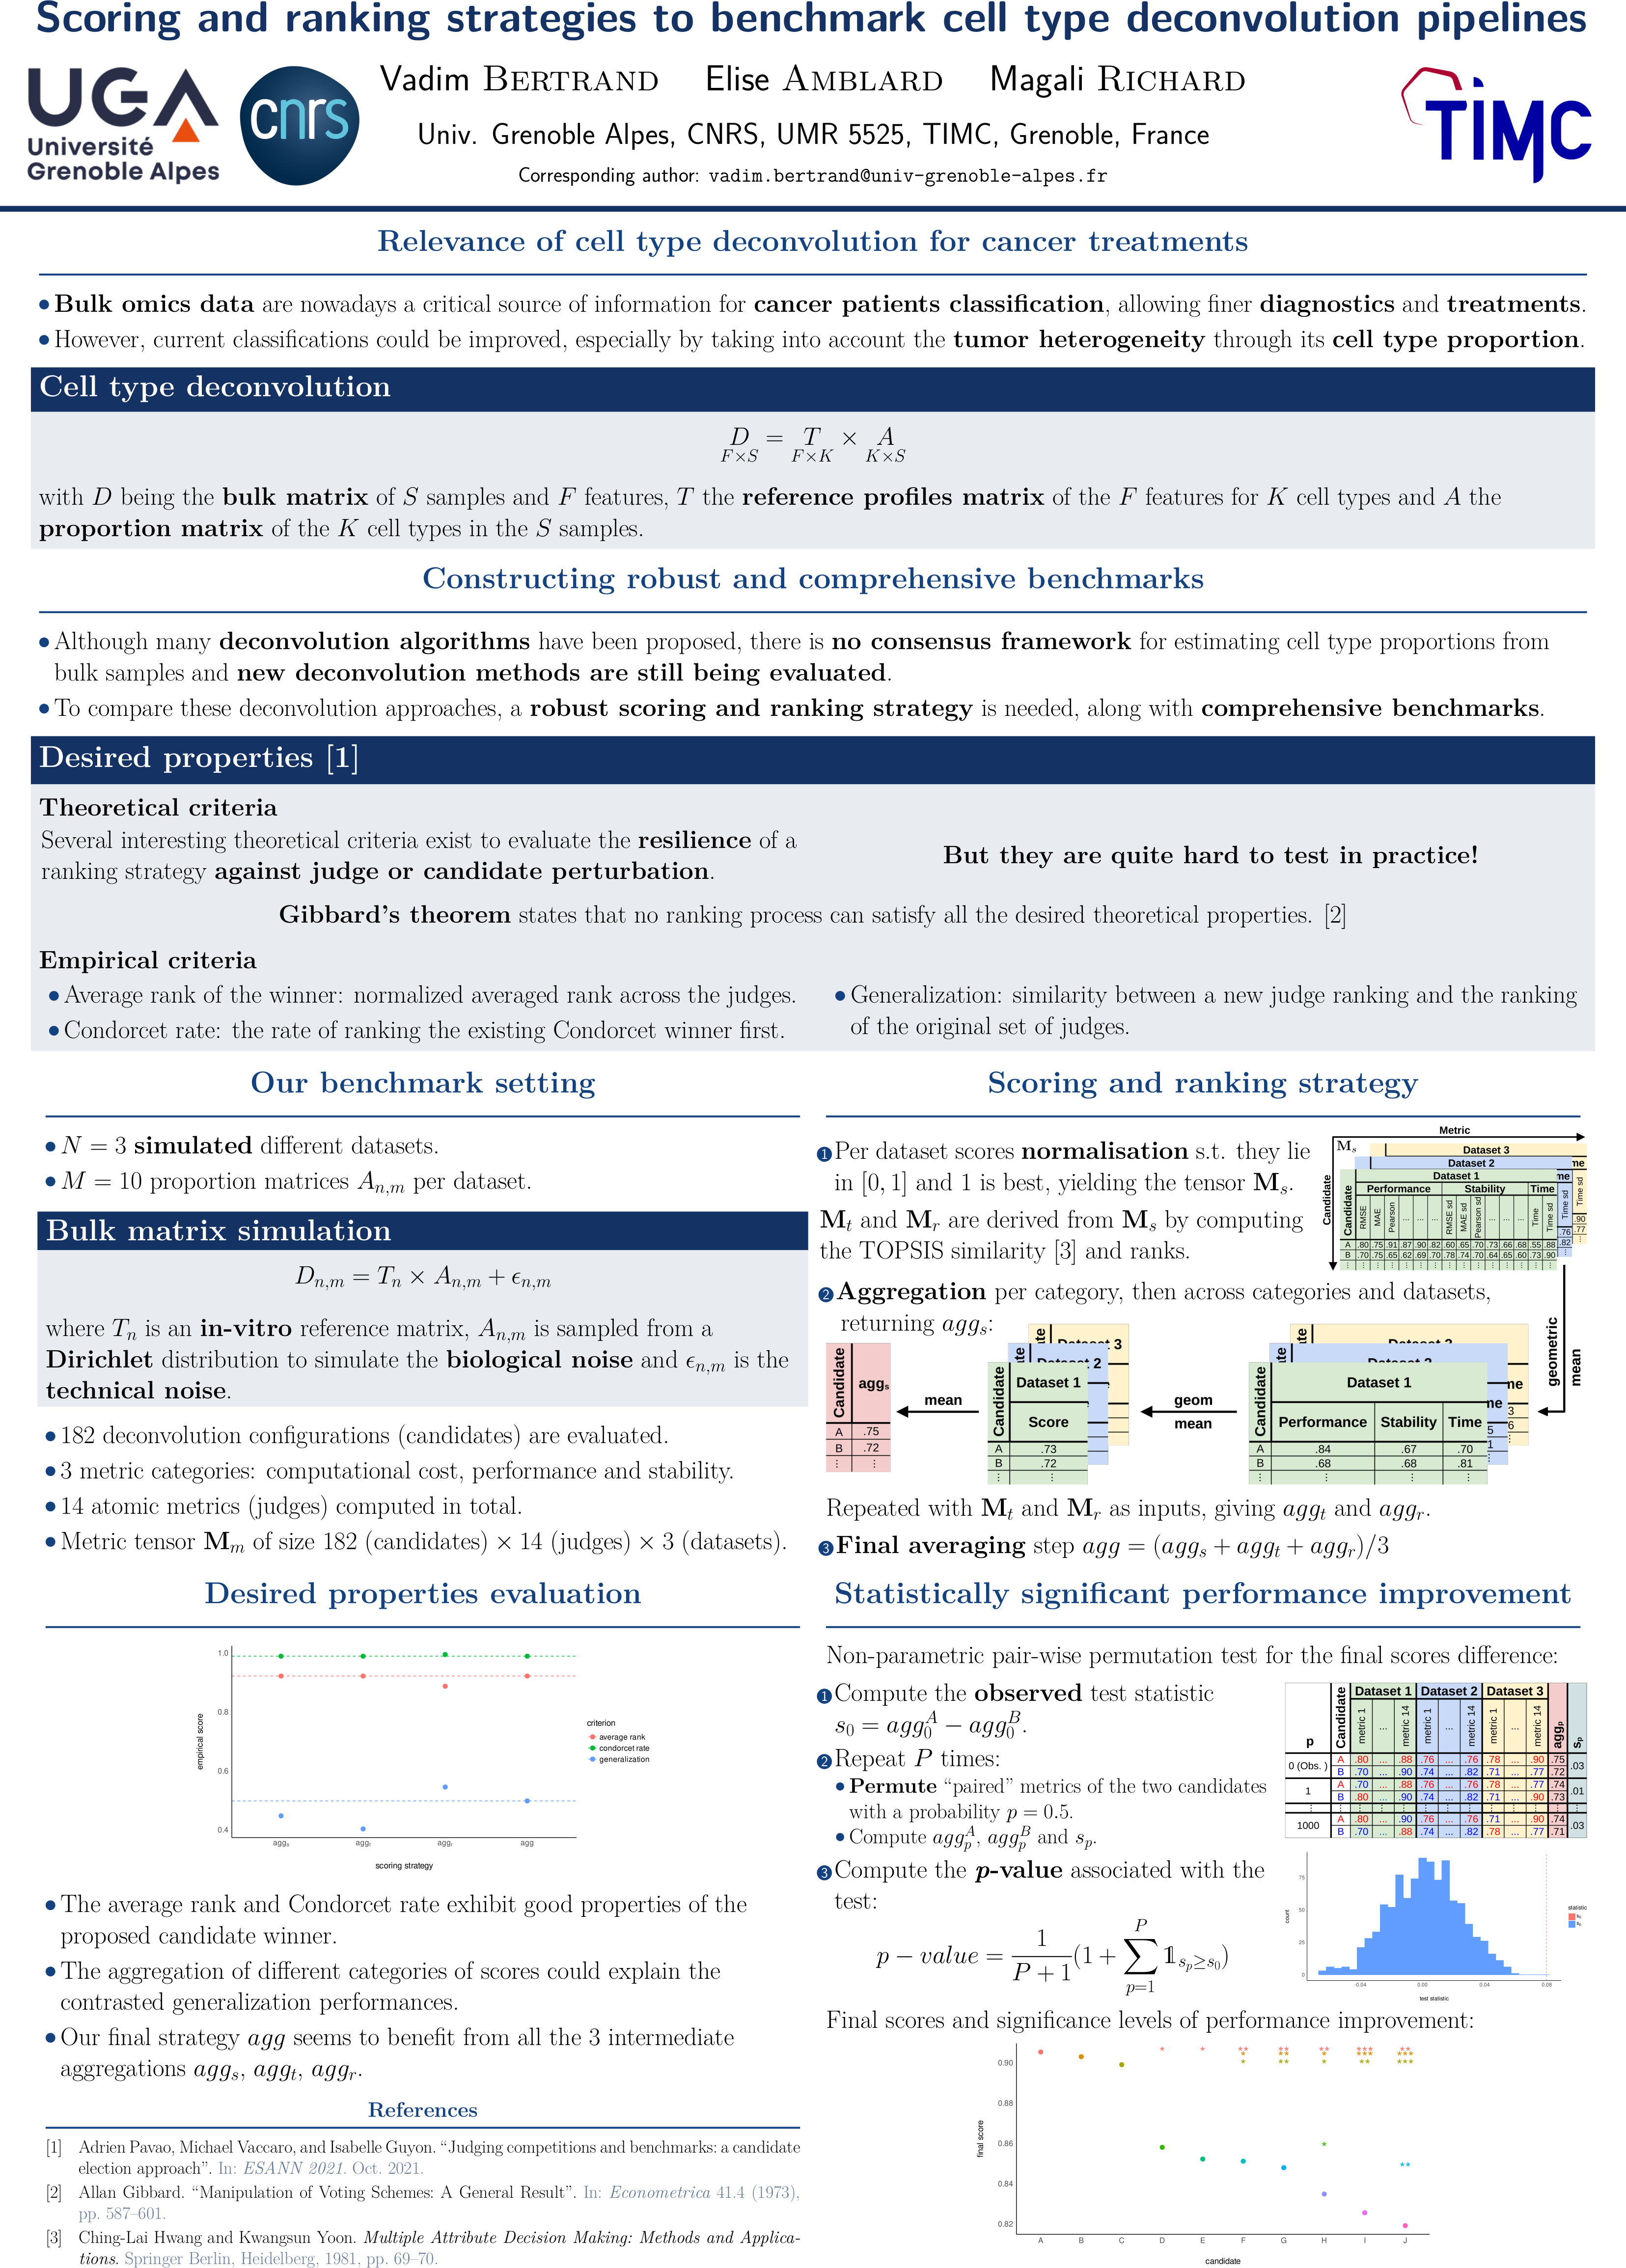 Scoring and ranking strategies to benchmark cell type deconvolution pipelines
UGA
Université
Grenoble Alpes
cnrs
Vadim BERTRAND Elise AMBLARD Magali RICHARD
Univ. Grenoble Alpes, CNRS, UMR 5525, TIMC, Grenoble, France
Corresponding author: vadim.bertrand@univ-grenoble-alpes.fr
TIMC
Relevance of cell type deconvolution for cancer treatments
• Bulk omics data are nowadays a critical source of information for cancer patients classification, allowing finer diagnostics and treatments.
• However, current classifications could be improved, especially by taking into account the tumor heterogeneity through its cell type proportion.
Cell type deconvolution
D = T × A
F×S F×K K×S
with D being the bulk matrix of S samples and F features, T the reference profiles matrix of the F features for K cell types and A the
proportion matrix of the K cell types in the S samples.
Constructing robust and comprehensive benchmarks
• Although many deconvolution algorithms have been proposed, there is no consensus framework for estimating cell type proportions from
bulk samples and new deconvolution methods are still being evaluated.
• To compare these deconvolution approaches, a robust scoring and ranking strategy is needed, along with comprehensive benchmarks.
Desired properties [1]
Theoretical criteria
Several interesting theoretical criteria exist to evaluate the resilience of a
ranking strategy against judge or candidate perturbation.
But they are quite hard to test in practice!
Gibbard's theorem states that no ranking process can satisfy all the desired theoretical properties. [2]
Empirical criteria
• Average rank of the winner: normalized averaged rank across the judges.
• Condorcet rate: the rate of ranking the existing Condorcet winner first.
• Generalization: similarity between a new judge ranking and the ranking
of the original set of judges.
Our benchmark setting
• N = 3 simulated different datasets.
• M = 10 proportion matrices A_{n,m} per dataset.
Bulk matrix simulation
D_{n,m} = T_n × A_{n,m} + ϵ_{n,m}
where T_n is an in-vitro reference matrix, A_{n,m} is sampled from a
Dirichlet distribution to simulate the biological noise and ϵ_{n,m} is the
technical noise.
• 182 deconvolution configurations (candidates) are evaluated.
• 3 metric categories: computational cost, performance and stability.
• 14 atomic metrics (judges) computed in total.
• Metric tensor M_m of size 182 (candidates) × 14 (judges) × 3 (datasets).
Scoring and ranking strategy
1 Per dataset scores normalisation s.t. they lie
in [0, 1] and 1 is best, yielding the tensor M_s.
M_t and M_r are derived from M_s by computing
the TOPSIS similarity [3] and ranks.
Metric
M_s
Candidate
Dataset 3
Dataset 2
Dataset 1
Candidate Performance Stability Time
RMSE MAE Pearson ... ... ... RMSE sd MAE sd Pearson sd ... ... ... Time Time sd
A .80 .75 .91 .87 .90 .82 .60 .65 .70 .73 .66 .68 .55 .88
B .70 .75 .65 .62 .69 .70 .78 .74 .70 .64 .65 .60 .73 .90
me
Time sd
.76
.82
me
Time sd
.90
.77
2 Aggregation per category, then across categories and datasets,
returning agg_s:
geometric
mean
Candidate agg_s
A .75
B .72
mean
Dataset 3
Dataset 2
Dataset 1
Candidate Score
A .73
B .72
geom
mean
Dataset 1
Candidate Performance Stability Time
A .84 .67 .70
B .68 .68 .81
Repeated with M_t and M_r as inputs, giving agg_t and agg_r.
3 Final averaging step agg = (agg_s + agg_t + agg_r)/3
Desired properties evaluation
1.0
0.8
0.6
0.4
empirical score
agg_s agg_t agg_r agg
scoring strategy
criterion
average rank
condorcet rate
generalization
• The average rank and Condorcet rate exhibit good properties of the
proposed candidate winner.
• The aggregation of different categories of scores could explain the
contrasted generalization performances.
• Our final strategy agg seems to benefit from all the 3 intermediate
aggregations agg_s, agg_t, agg_r.
References
[1] Adrien Pavao, Michael Vaccaro, and Isabelle Guyon. “Judging competitions and benchmarks: a candidate
election approach”. In: ESANN 2021. Oct. 2021.
[2] Allan Gibbard. “Manipulation of Voting Schemes: A General Result”. In: Econometrica 41.4 (1973),
pp. 587–601.
[3] Ching-Lai Hwang and Kwangsun Yoon. Multiple Attribute Decision Making: Methods and Applica-
tions. Springer Berlin, Heidelberg, 1981, pp. 69–70.
Statistically significant performance improvement
Non-parametric pair-wise permutation test for the final scores difference:
1 Compute the observed test statistic
s_0 = agg_0^A − agg_0^B.
2 Repeat P times:
• Permute “paired” metrics of the two candidates
with a probability p = 0.5.
• Compute agg_p^A, agg_p^B and s_p.
3 Compute the p-value associated with the
test:
p − value = 1/(P + 1) (1 + ∑_{p=1}^{P} 𝟙_{s_p≥s_0})
p Candidate Dataset 1 Dataset 2 Dataset 3 agg_p s_p
metric 1 ... metric 14 metric 1 ... metric 14 metric 1 ... metric 14
0 (Obs. ) A .80 ... .88 .76 ... .76 .78 ... .90 .75 .03
B .70 ... .90 .74 ... .82 .71 ... .77 .72
1 A .70 ... .88 .76 ... .76 .78 ... .77 .74 .01
B .80 ... .90 .74 ... .82 .71 ... .90 .73
1000 A .80 ... .90 .76 ... .76 .71 ... .90 .74 .03
B .70 ... .88 .74 ... .82 .78 ... .77 .71
75
50
25
0
count
-0.04 0.00 0.04 0.08
test statistic
statistic
s_0
s_p
Final scores and significance levels of performance improvement:
0.90
0.88
0.86
0.84
0.82
final score
A B C D E F G H I J
candidate